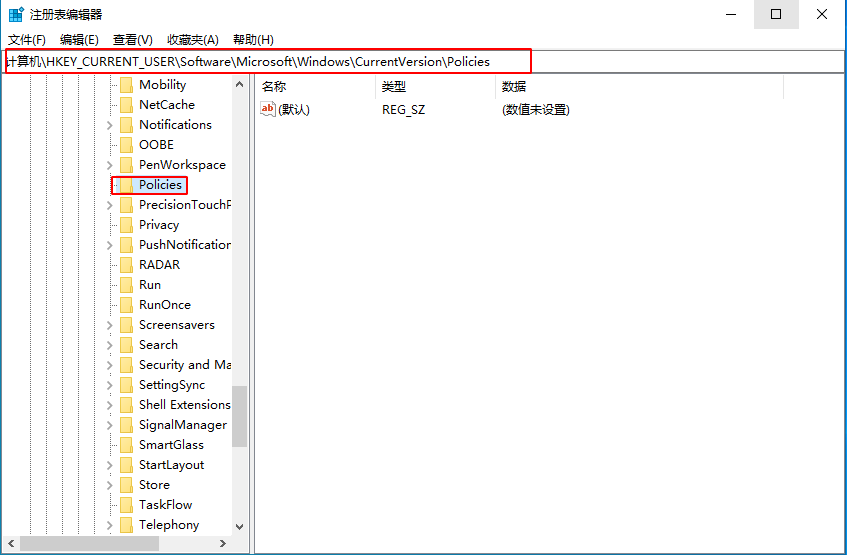 注册表编辑器
文件(F) 编辑(E) 查看(V) 收藏夹(A) 帮助(H)
计算机\HKEY_CURRENT_USER\Software\Microsoft\Windows\CurrentVersion\Policies
Mobility
NetCache
Notifications
OOBE
PenWorkspace
Policies
PrecisionTouchP
Privacy
PushNotification
RADAR
Run
RunOnce
Screensavers
Search
Security and Ma
SettingSync
Shell Extensions
SignalManager
SmartGlass
StartLayout
Store
TaskFlow
Telephony
名称 类型 数据
ab (默认) REG_SZ (数值未设置)